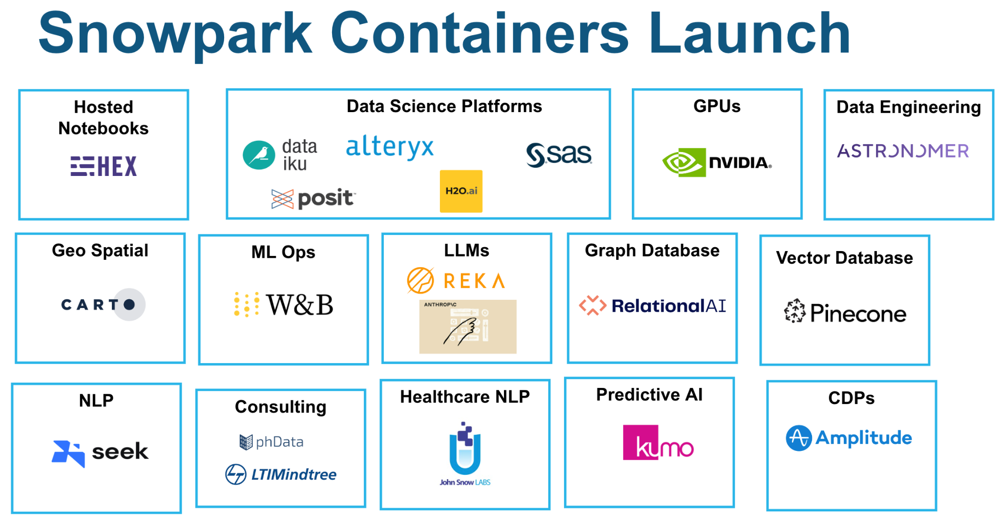 Snowpark Containers Launch
Hosted
Notebooks
HEX
Data Science Platforms
data
iku
alteryx
sas
posit™
H2O.ai
GPUs
NVIDIA®
Data Engineering
ASTRONOMER
Geo Spatial
CARTO
ML Ops
W&B
LLMs
REKA
ANTHROP\C
Graph Database
RelationalAI
Vector Database
Pinecone
NLP
seek
Consulting
phData
LTIMindtree
Healthcare NLP
John Snow LABS
Predictive AI
kumo
CDPs
Amplitude